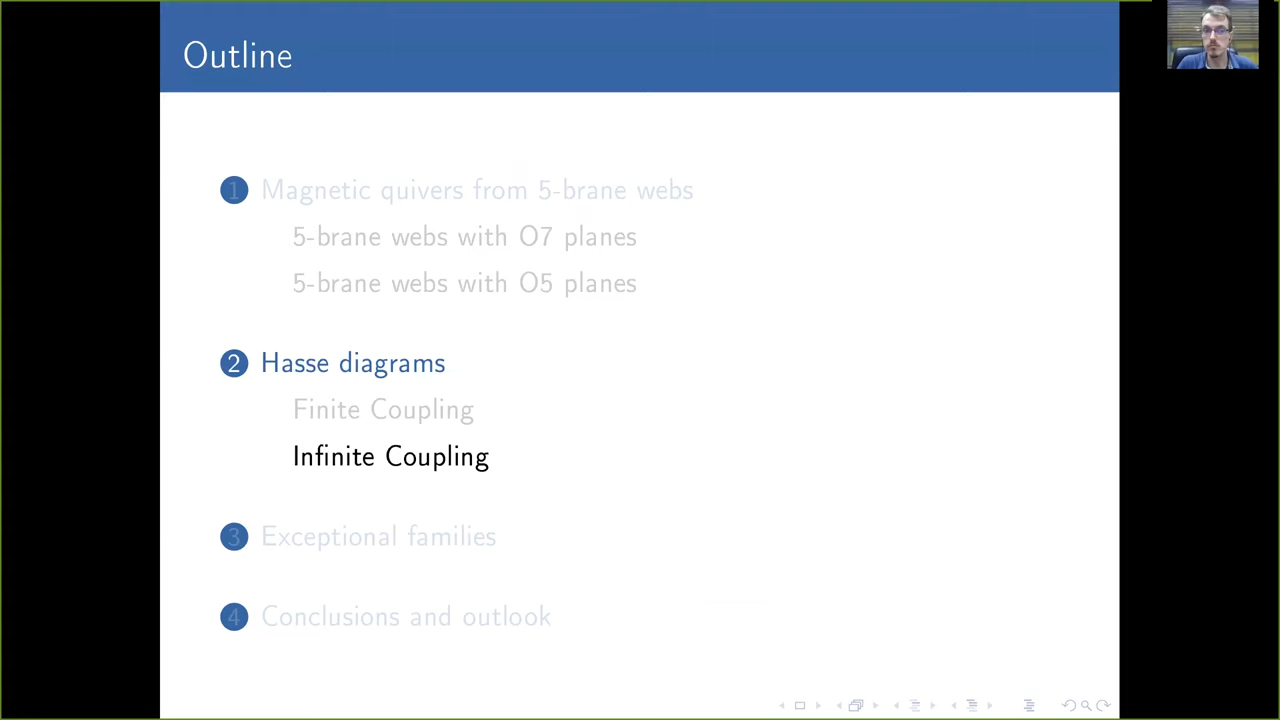 Outline
1 Magnetic quivers from 5-brane webs
5-brane webs with O7 planes
5-brane webs with O5 planes
2 Hasse diagrams
Finite Coupling
Infinite Coupling
3 Exceptional families
4 Conclusions and outlook